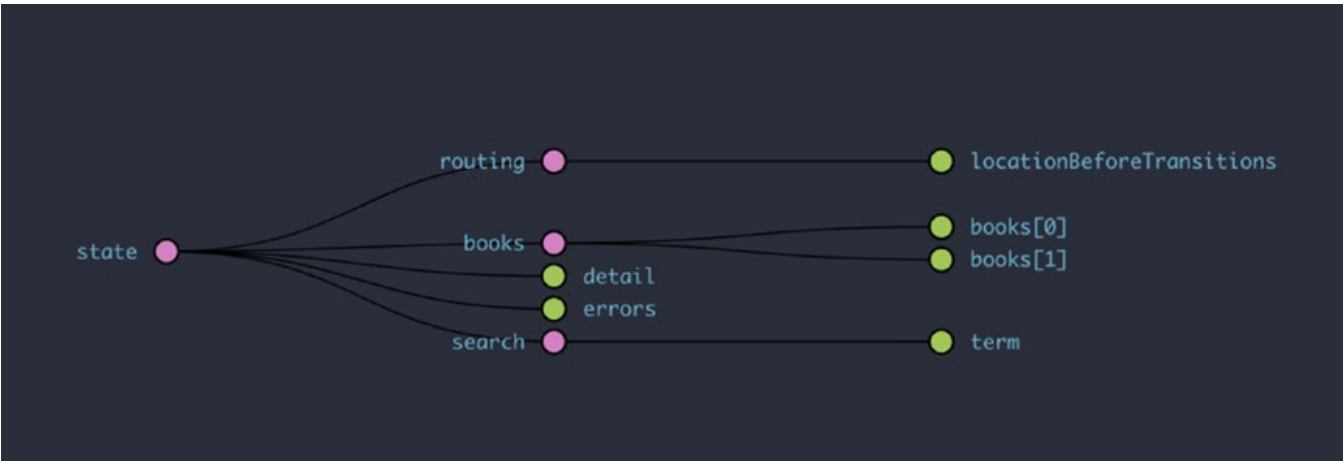 routing
locationBeforeTransitions
books
books[0]
state
books[1]
detail
errors
search
term